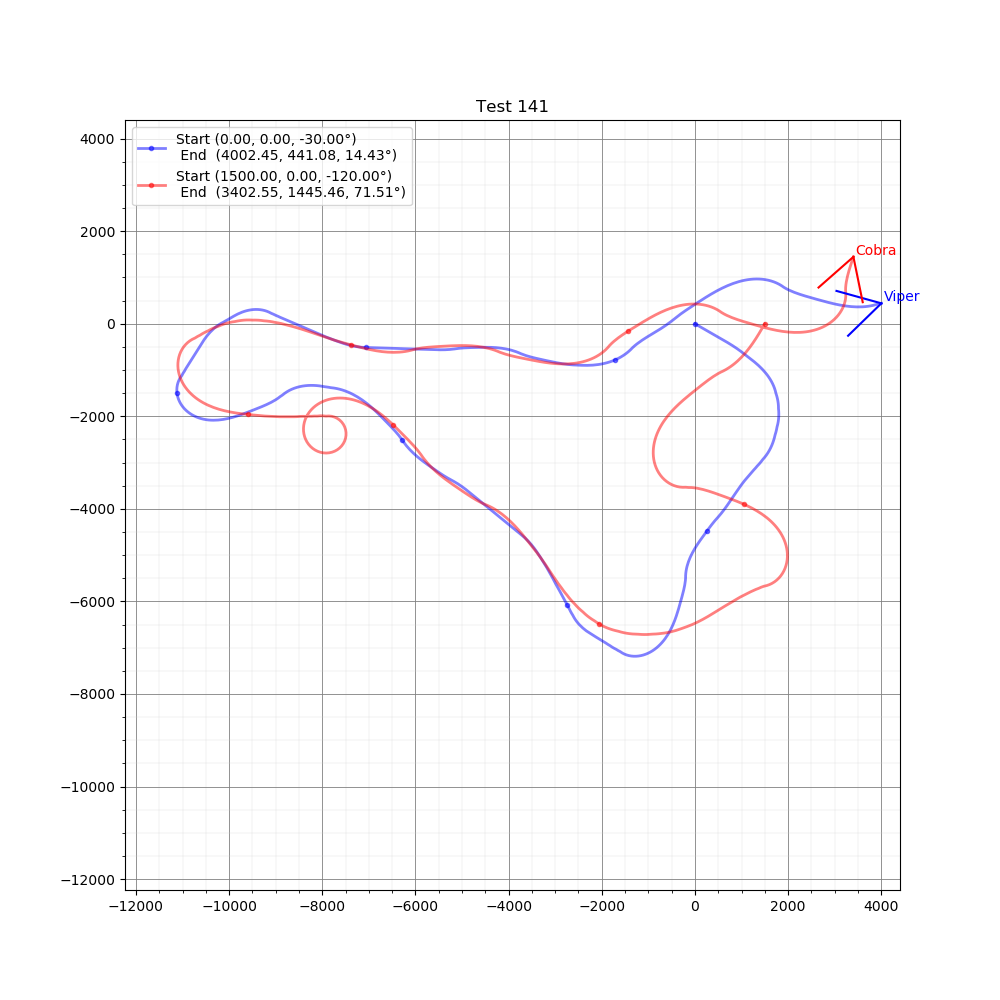 Test 141
Start (0.00, 0.00, -30.00°)
End (4002.45, 441.08, 14.43°)
Start (1500.00, 0.00, -120.00°)
End (3402.55, 1445.46, 71.51°)
4000
2000
0
−2000
−4000
−6000
−8000
−10000
−12000
Cobra
Viper
−12000 −10000 −8000 −6000 −4000 −2000 0 2000 4000